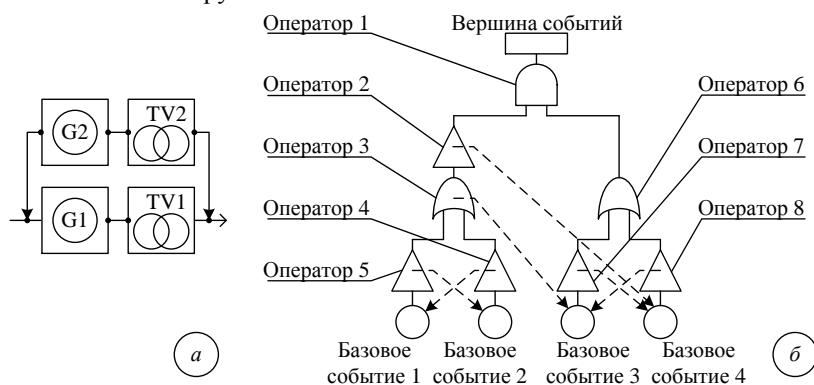 Оператор 1
Вершина событий
Оператор 2
Оператор 6
TV2
G2
Оператор 3
Оператор 7
Оператор 4
Оператор 8
TV1
G1
Оператор 5
а
Базовое
событие 1
Базовое
событие 2
Базовое
событие 3
Базовое
событие 4
б